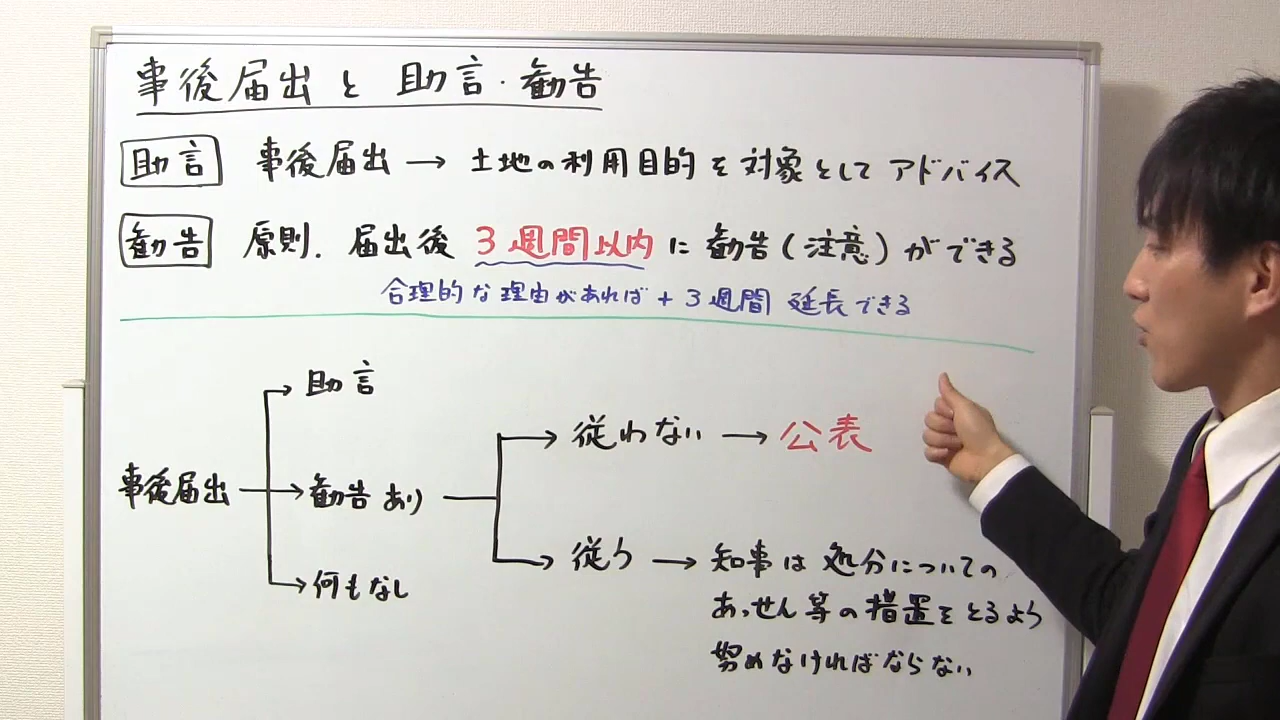 事後届出と助言・勧告
助言 事後届出→土地の利用目的を対象としてアドバイス
勧告 原則、届出後3週間以内に勧告(注意)ができる
合理的な理由があれば+3週間延長できる
助言
従わない→公表
事後届出 勧告あり
何もなし
従う→知事は処分についての
あっせん等の措置をとるよう
努めなければならない